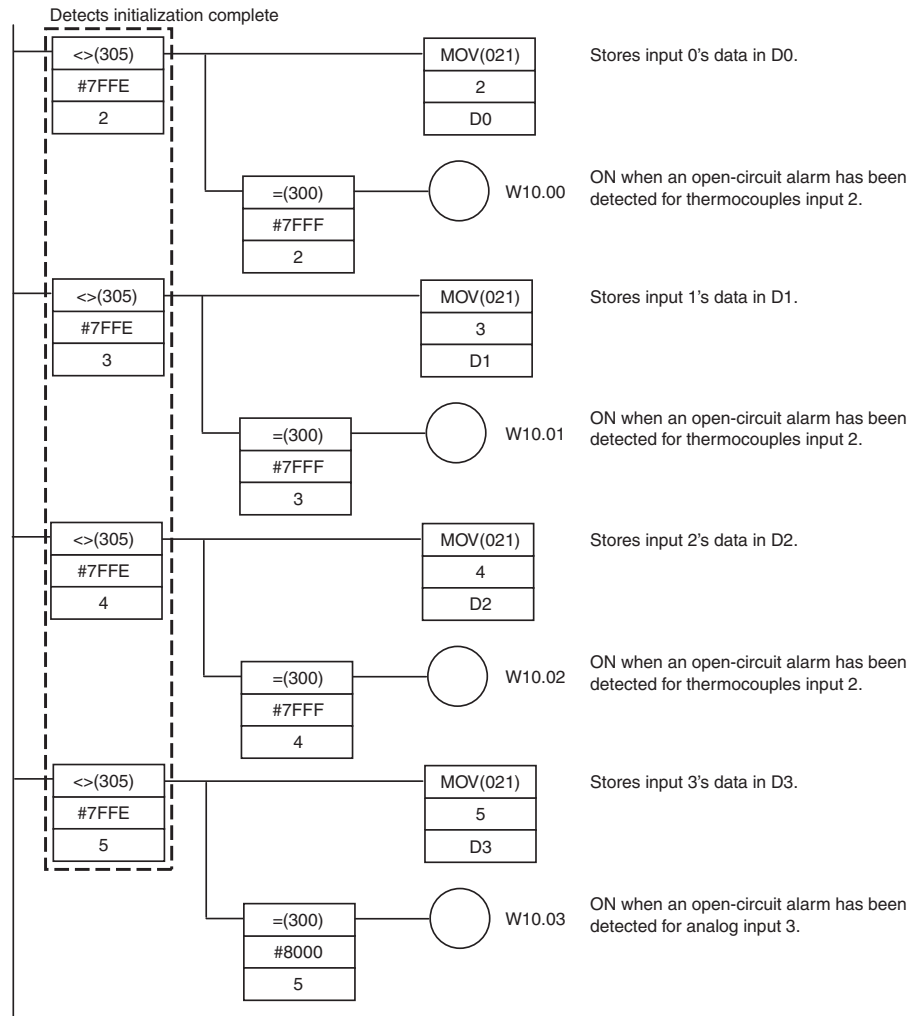 Detects initialization complete
<>(305)
#7FFE
2
MOV(021)
2
D0
Stores input 0's data in D0.
=(300)
#7FFF
2
W10.00
ON when an open-circuit alarm has been
detected for thermocouples input 2.
<>(305)
#7FFE
3
MOV(021)
3
D1
Stores input 1's data in D1.
=(300)
#7FFF
3
W10.01
ON when an open-circuit alarm has been
detected for thermocouples input 2.
<>(305)
#7FFE
4
MOV(021)
4
D2
Stores input 2's data in D2.
=(300)
#7FFF
4
W10.02
ON when an open-circuit alarm has been
detected for thermocouples input 2.
<>(305)
#7FFE
5
MOV(021)
5
D3
Stores input 3's data in D3.
=(300)
#8000
5
W10.03
ON when an open-circuit alarm has been
detected for analog input 3.